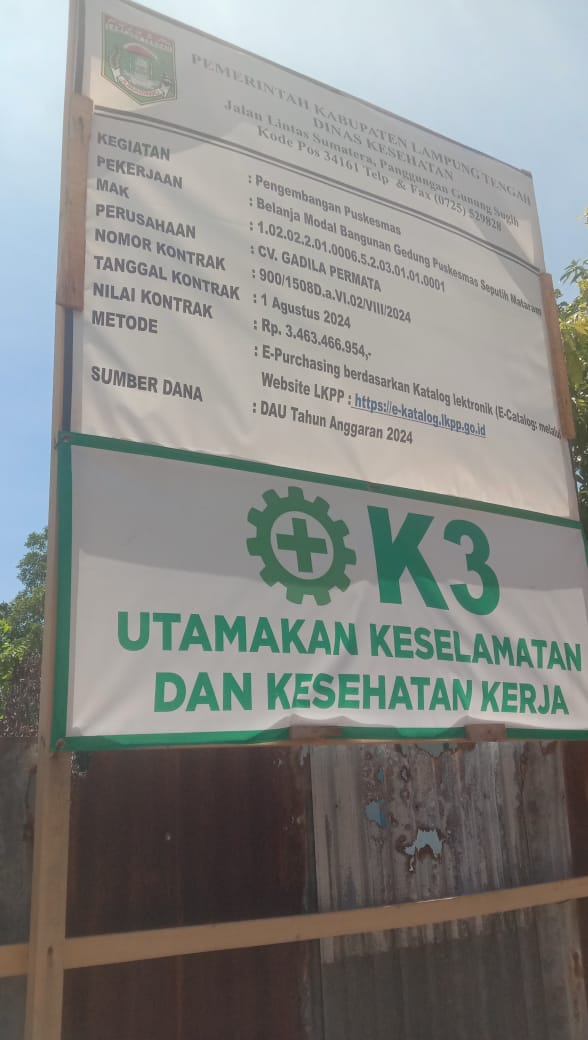 PEMERINTAH KABUPATEN LAMPUNG TENGAH
DINAS KESEHATAN
Jalan Lintas Sumatera, Panggungan Gunung Sugih
Kode Pos 34161 Telp & Fax (0725) 529828
KEGIATAN : Pengembangan Puskesmas
PEKERJAAN : Belanja Modal Bangunan Gedung Puskesmas Seputih Mataram
MAK : 1.02.02.2.01.0006.5.2.03.01.01.0001
PERUSAHAAN : CV. GADILA PERMATA
NOMOR KONTRAK : 900/1508D.a.VI.02/VIII/2024
TANGGAL KONTRAK : 1 Agustus 2024
NILAI KONTRAK : Rp. 3.463.466.954,-
METODE : E-Purchasing berdasarkan Katalog lektronik (E-Catalog: melalui
Website LKPP : https://e-katalog.lkpp.go.id
SUMBER DANA : DAU Tahun Anggaran 2024
K3
UTAMAKAN KESELAMATAN
DAN KESEHATAN KERJA